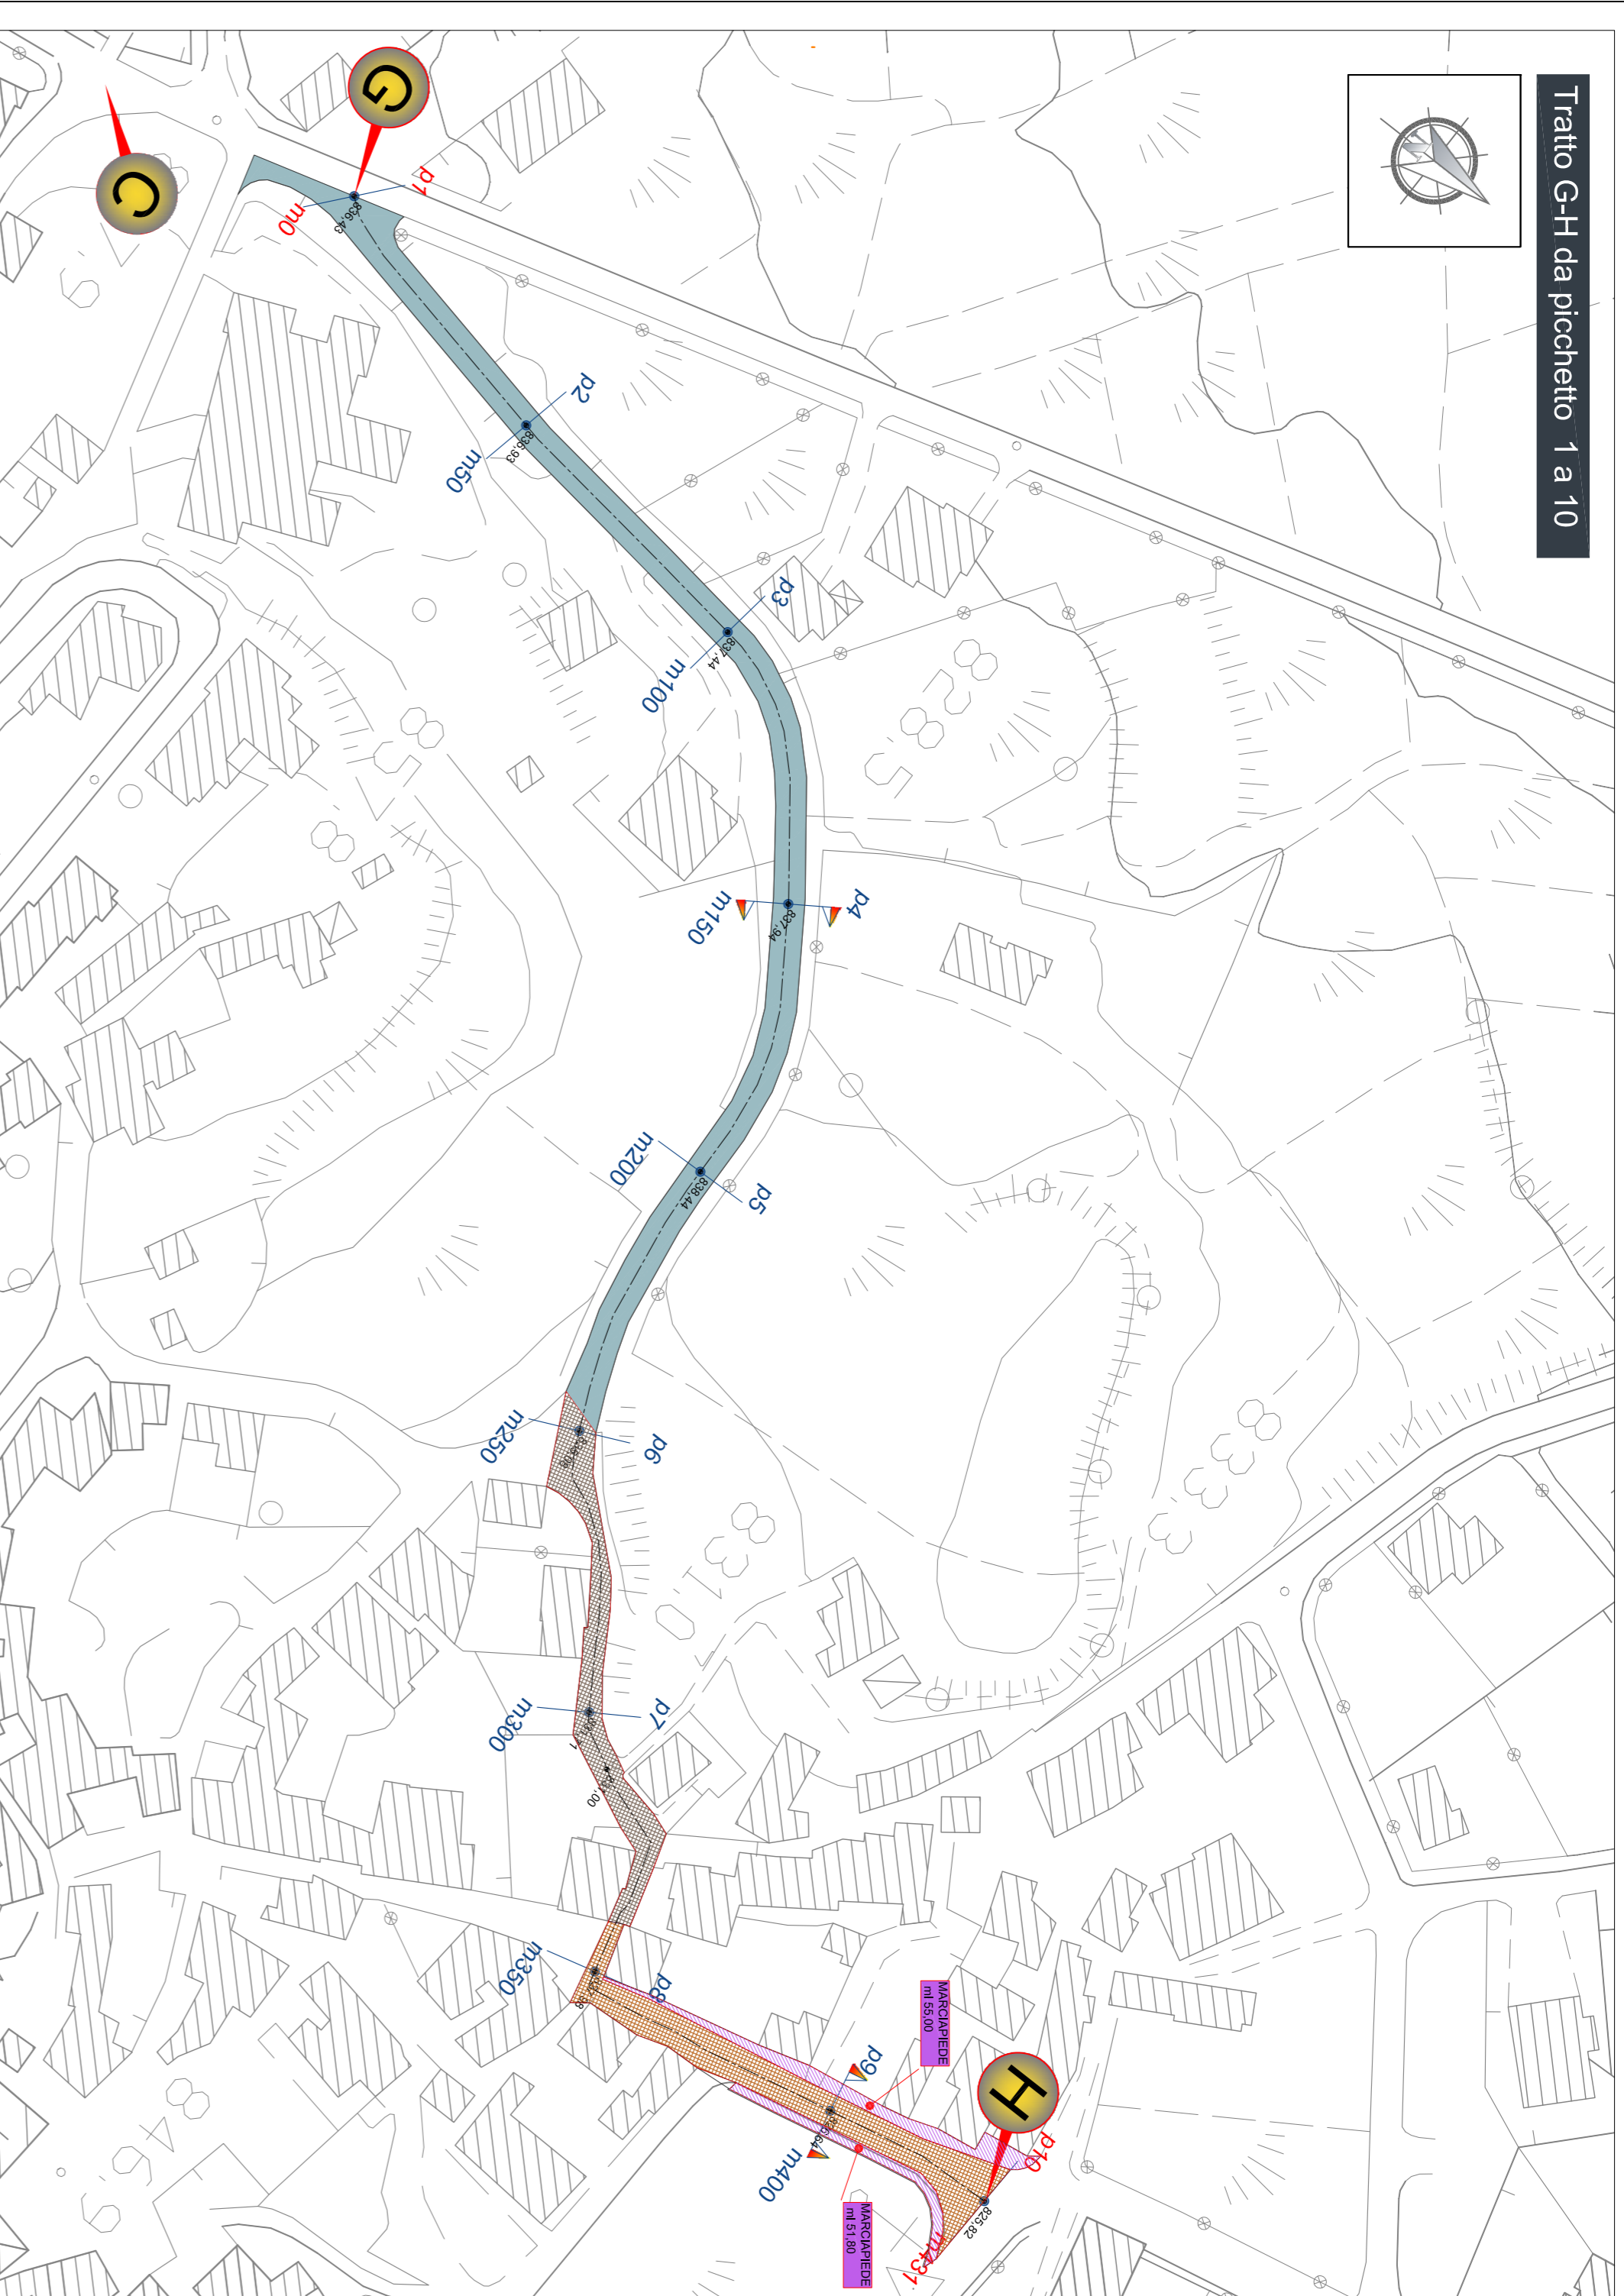 Tratto G-H da picchetto 1 a 10
G
C
p1
m0
836,43
p2
m50
836,93
p3
m100
837,44
p4
m150
837,94
p5
m200
838,44
p6
m250
p7
m300
p8
m350
p9
m400
MARCIAPIEDE
ml 55,00
H
p10
825,82
m431
MARCIAPIEDE
ml 51,80